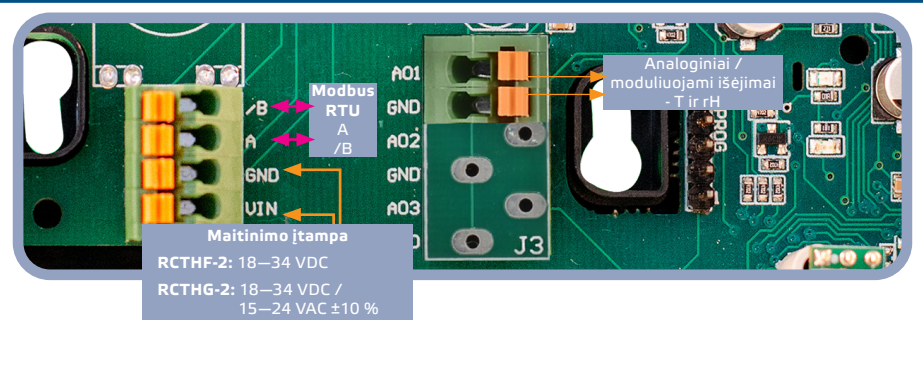 AO1
GND
AO2
GND
AO3
J3
PROG
/B
A
GND
VIN
Modbus
RTU
A
/B
Analoginiai /
moduliuojami išėjimai
- T ir rH
Maitinimo įtampa
RCTHF-2: 18—34 VDC
RCTHG-2: 18—34 VDC /
15—24 VAC ±10 %